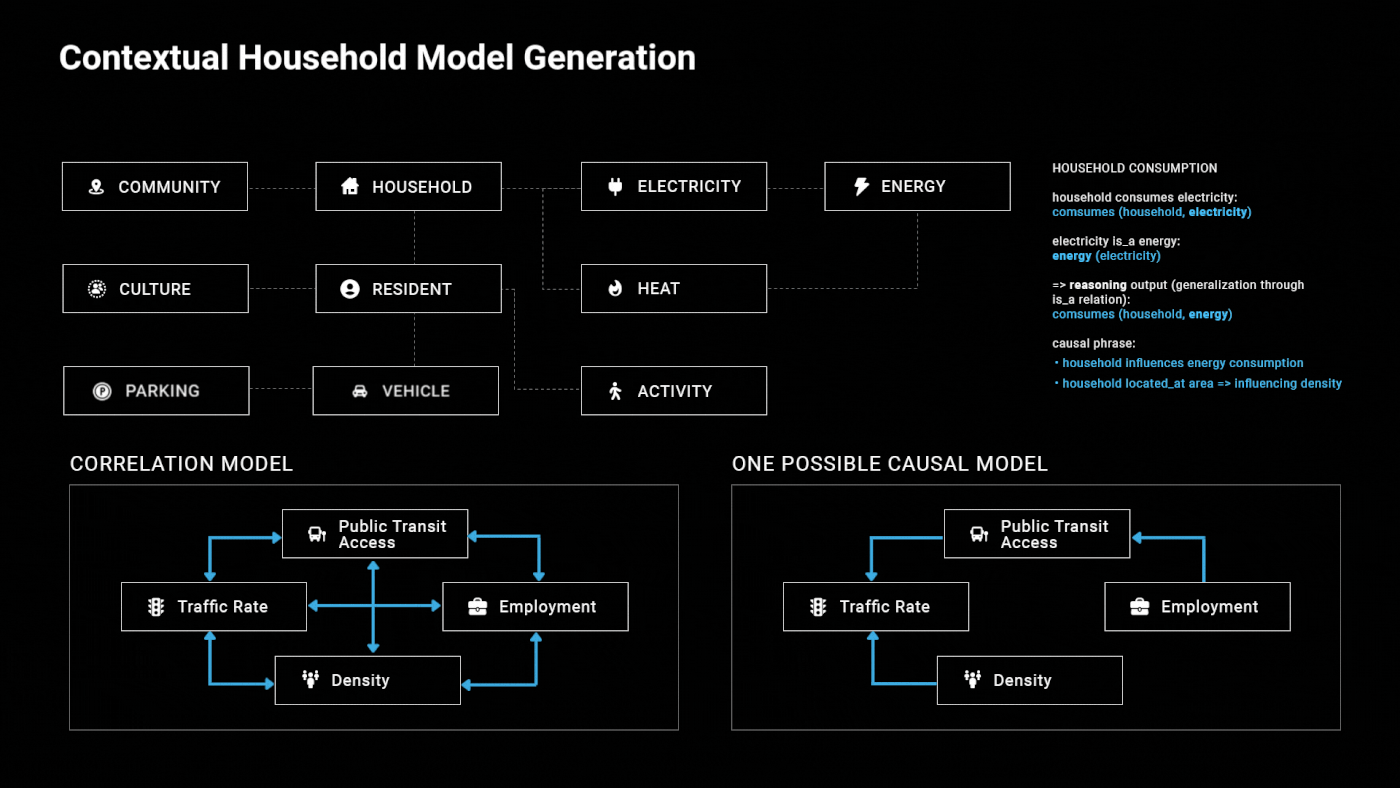 Contextual Household Model Generation
COMMUNITY
HOUSEHOLD
ELECTRICITY
ENERGY
CULTURE
RESIDENT
HEAT
PARKING
VEHICLE
ACTIVITY
HOUSEHOLD CONSUMPTION
household consumes electricity:
comsumes (household, electricity)
electricity is_a energy:
energy (electricity)
=> reasoning output (generalization through
is_a relation):
comsumes (household, energy)
causal phrase:
• household influences energy consumption
• household located_at area => influencing density
CORRELATION MODEL
Public Transit
Access
Traffic Rate
Employment
Density
ONE POSSIBLE CAUSAL MODEL
Public Transit
Access
Traffic Rate
Employment
Density